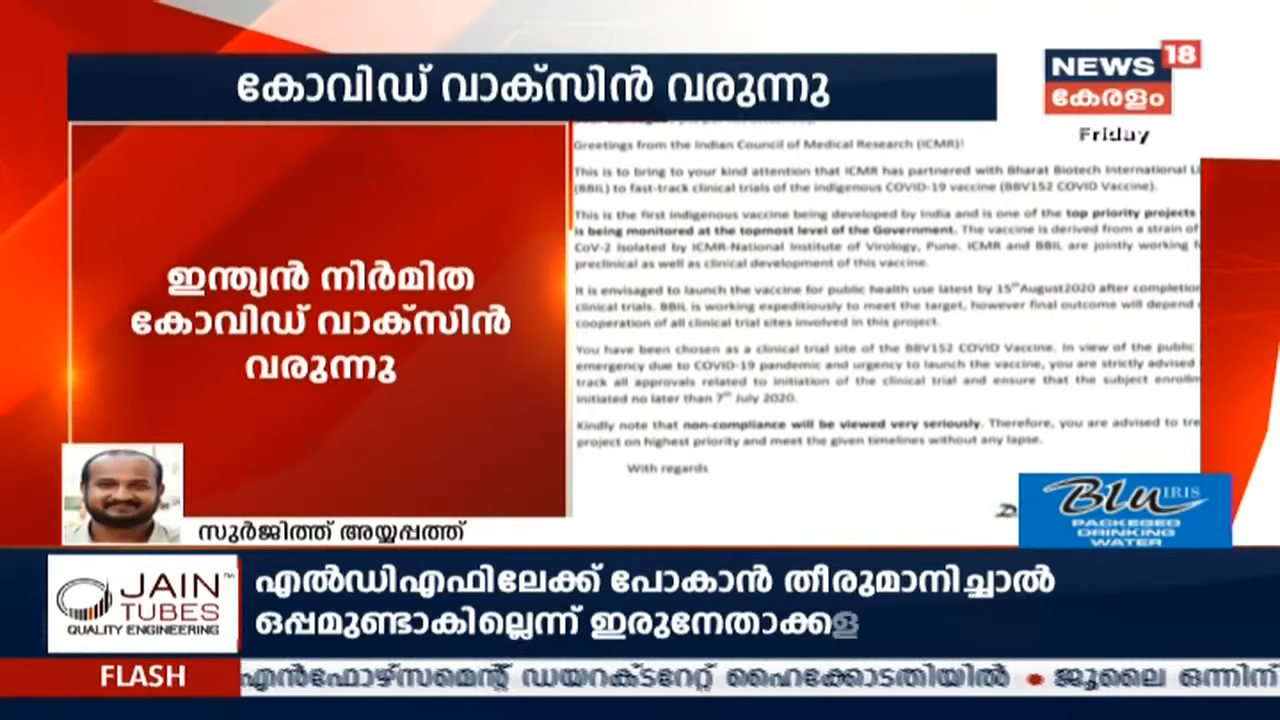 കോവിഡ് വാക്സിൻ വരുന്നു
NEWS 18
കേരളം
Friday
ഇന്ത്യൻ നിർമിത
കോവിഡ് വാക്സിൻ
വരുന്നു
Greetings from the Indian Council of Medical Research (ICMR)!
This is to bring to your kind attention that ICMR has partnered with Bharat Biotech International Li
(BBIL) to fast-track clinical trials of the indigenous COVID-19 vaccine (BBV152 COVID Vaccine).
This is the first indigenous vaccine being developed by India and is one of the top priority projects
is being monitored at the topmost level of the Government. The vaccine is derived from a strain of
CoV-2 isolated by ICMR-National Institute of Virology, Pune. ICMR and BBIL are jointly working f
preclinical as well as clinical development of this vaccine.
It is envisaged to launch the vaccine for public health use latest by 15th August2020 after completion
clinical trials. BBIL is working expeditiously to meet the target, however final outcome will depend
cooperation of all clinical trial sites involved in this project.
You have been chosen as a clinical trial site of the BBV152 COVID Vaccine. In view of the public
emergency due to COVID-19 pandemic and urgency to launch the vaccine, you are strictly advised
track all approvals related to initiation of the clinical trial and ensure that the subject enrollm
initiated no later than 7th July 2020.
Kindly note that non-compliance will be viewed very seriously. Therefore, you are advised to tre
project on highest priority and meet the given timelines without any lapse.
With regards
സുർജിത്ത് അയ്യപ്പത്ത്
Blu IRIS
PACKEGED
DRINKING
WATER
JAIN
TUBES
QUALITY ENGINEERING
എൽഡിഎഫിലേക്ക് പോകാൻ തീരുമാനിച്ചാൽ
ഒപ്പമുണ്ടാകില്ലെന്ന് ഇരുനേതാക്കള
FLASH
എൻഫോഴ്സമെന്റ് ഡയറക്ടറേറ്റ് ഹൈക്കോടതിയിൽ • ജൂലൈ ഒന്നിന്